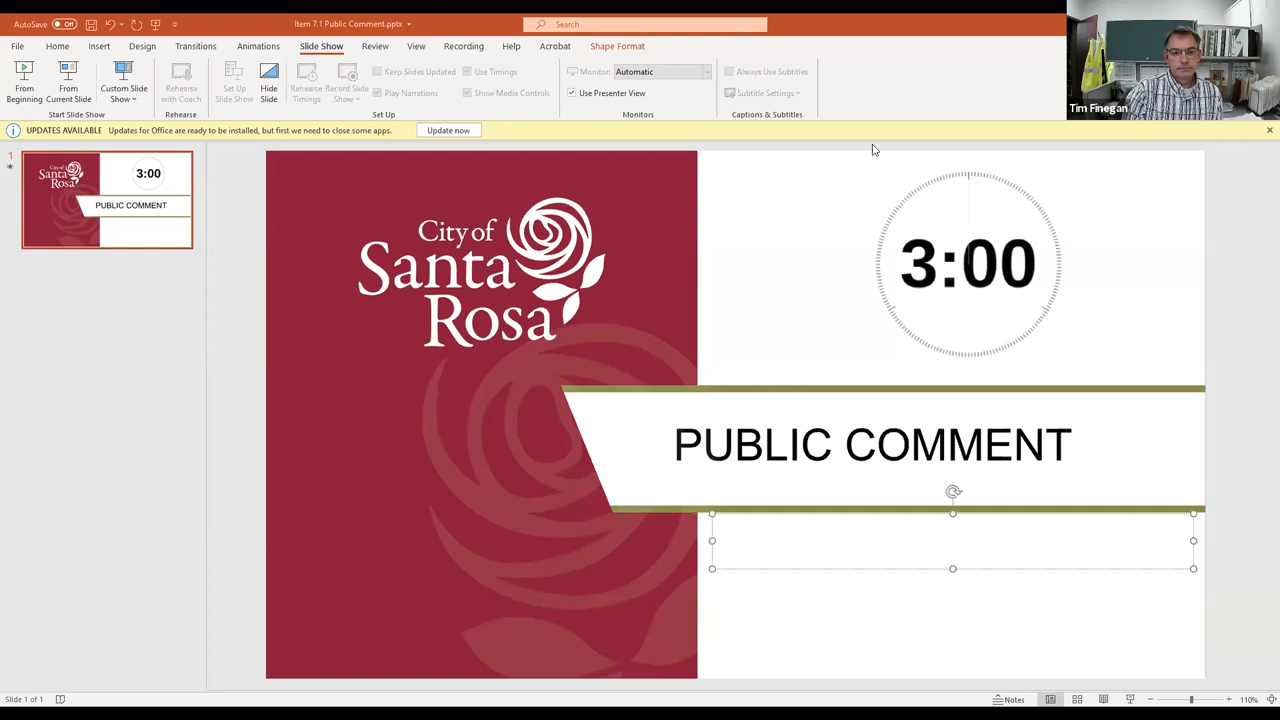 AutoSave Off
Item 7.1 Public Comment.pptx
Search
File Home Insert Design Transitions Animations Slide Show Review View Recording Help Acrobat Shape Format
From Beginning
From Current Slide
Custom Slide Show
Rehearse with Coach
Set Up Slide Show
Hide Slide
Rehearse Timings
Record Slide Show
Keep Slides Updated
Play Narrations
Use Timings
Show Media Controls
Monitor: Automatic
Use Presenter View
Always Use Subtitles
Subtitle Settings
Start Slide Show
Rehearse
Set Up
Monitors
Captions & Subtitles
Tim Finegan
UPDATES AVAILABLE Updates for Office are ready to be installed, but first we need to close some apps. Update now
1
City of
Santa
Rosa
3:00
PUBLIC COMMENT
City of
Santa
Rosa
3:00
PUBLIC COMMENT
Slide 1 of 1
Notes
110%